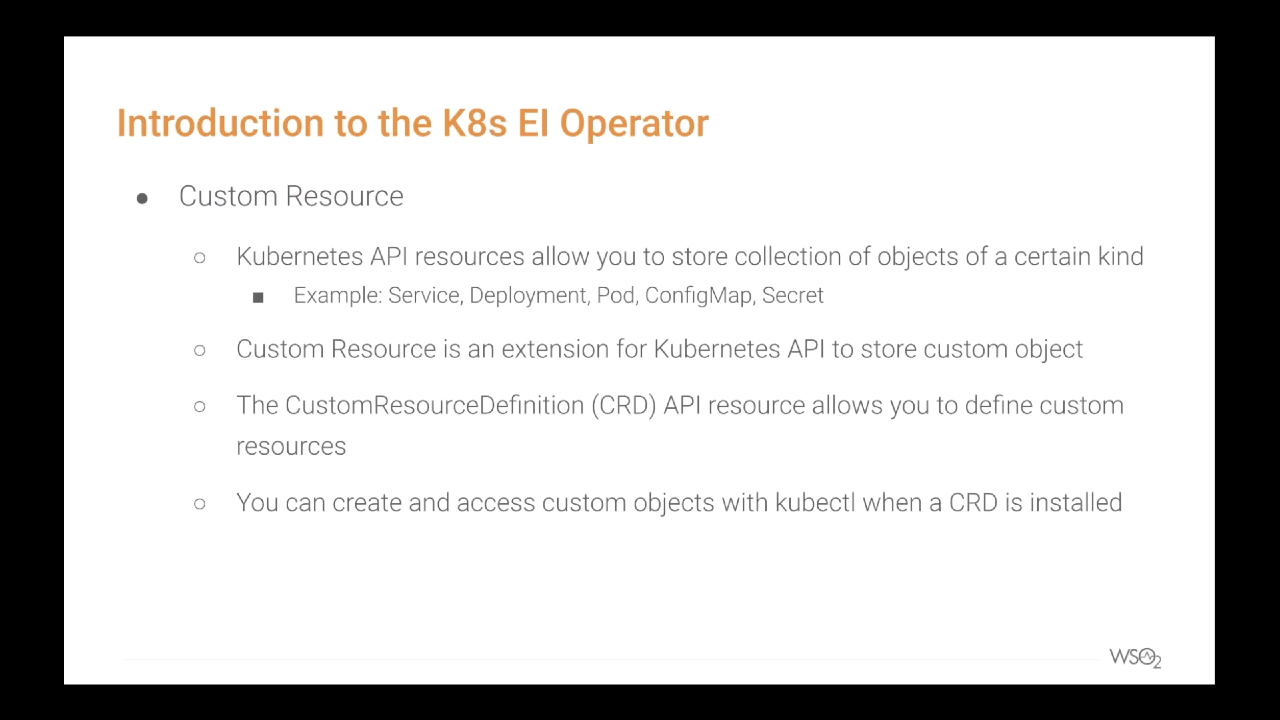 Introduction to the K8s EI Operator
● Custom Resource
○ Kubernetes API resources allow you to store collection of objects of a certain kind
■ Example: Service, Deployment, Pod, ConfigMap, Secret
○ Custom Resource is an extension for Kubernetes API to store custom object
○ The CustomResourceDefinition (CRD) API resource allows you to define custom
resources
○ You can create and access custom objects with kubectl when a CRD is installed
WSO2